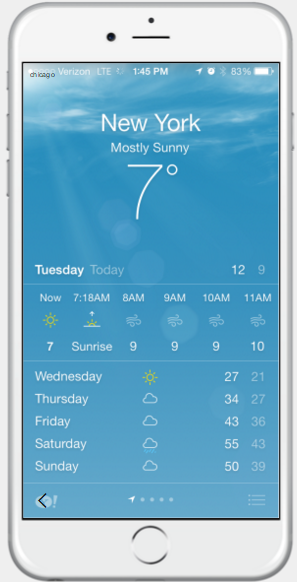 chicago Verizon LTE 1:45 PM 83%
New York
Mostly Sunny
7°
Tuesday Today 12 9
Now 7:18AM 8AM 9AM 10AM 11AM
7 Sunrise 9 9 9 10
Wednesday 27 21
Thursday 34 27
Friday 43 36
Saturday 55 43
Sunday 50 39